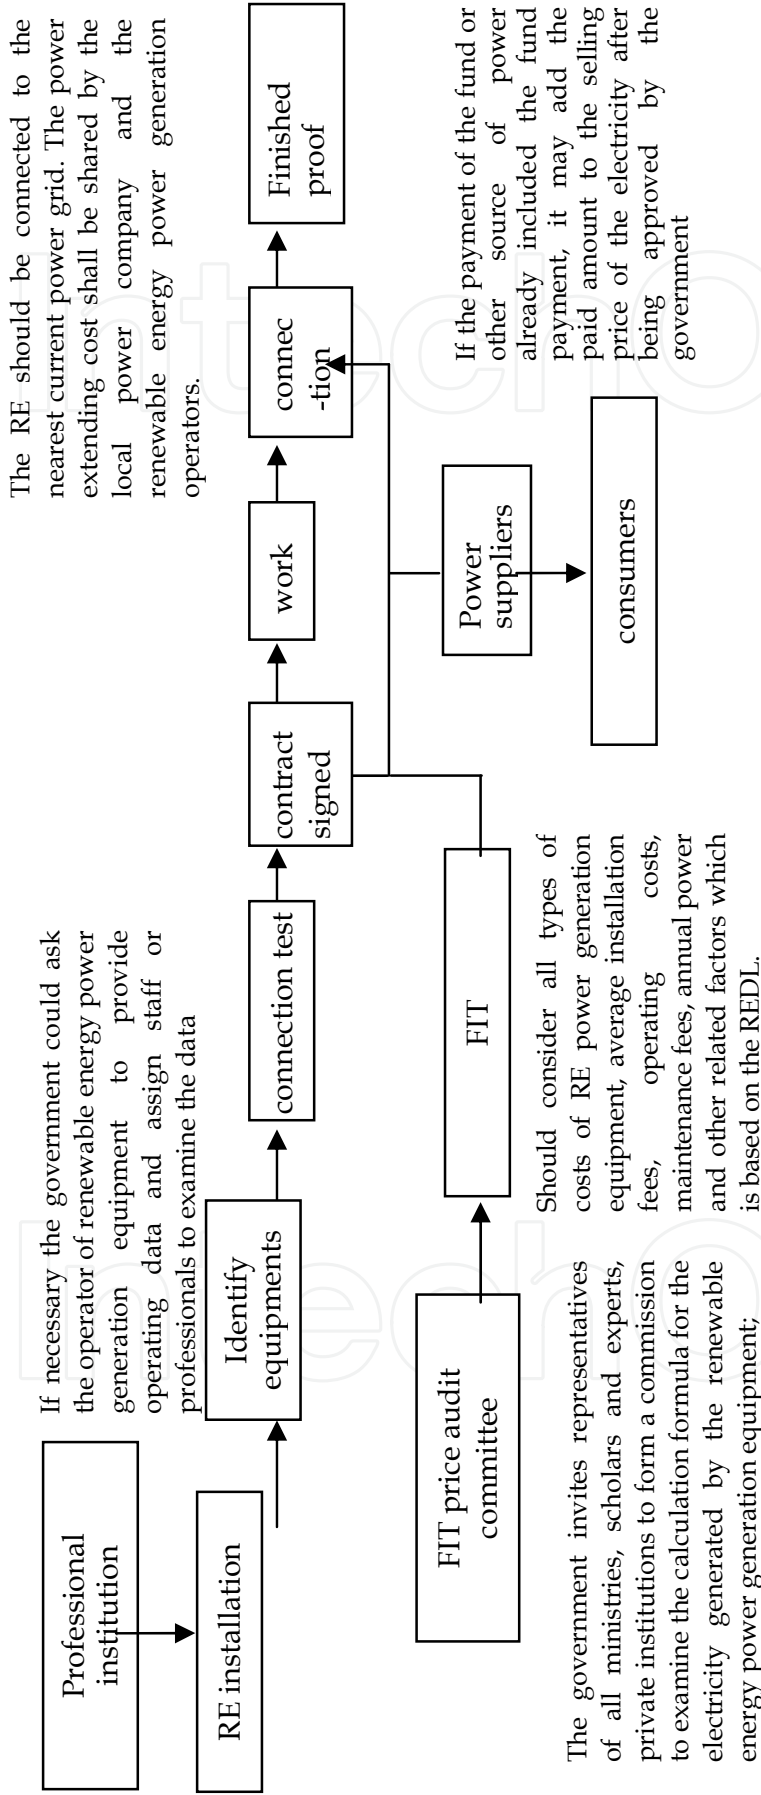 Professional
institution
RE installation
If necessary the government could ask
the operator of renewable energy power
generation equipment to provide
operating data and assign staff or
professionals to examine the data
Identify
equipments
connection test
contract
signed
work
connec
-tion
Finished
proof
The RE should be connected to the
nearest current power grid. The power
extending cost shall be shared by the
local power company and the
renewable energy power generation
operators.
FIT price audit
committee
The government invites representatives
of all ministries, scholars and experts,
private institutions to form a commission
to examine the calculation formula for the
electricity generated by the renewable
energy power generation equipment;
FIT
Should consider all types of
costs of RE power generation
equipment, average installation
fees, operating costs,
maintenance fees, annual power
and other related factors which
is based on the REDL.
Power
suppliers
consumers
If the payment of the fund or
other source of power
already included the fund
payment, it may add the
paid amount to the selling
price of the electricity after
being approved by the
government
IntechO
IntechO